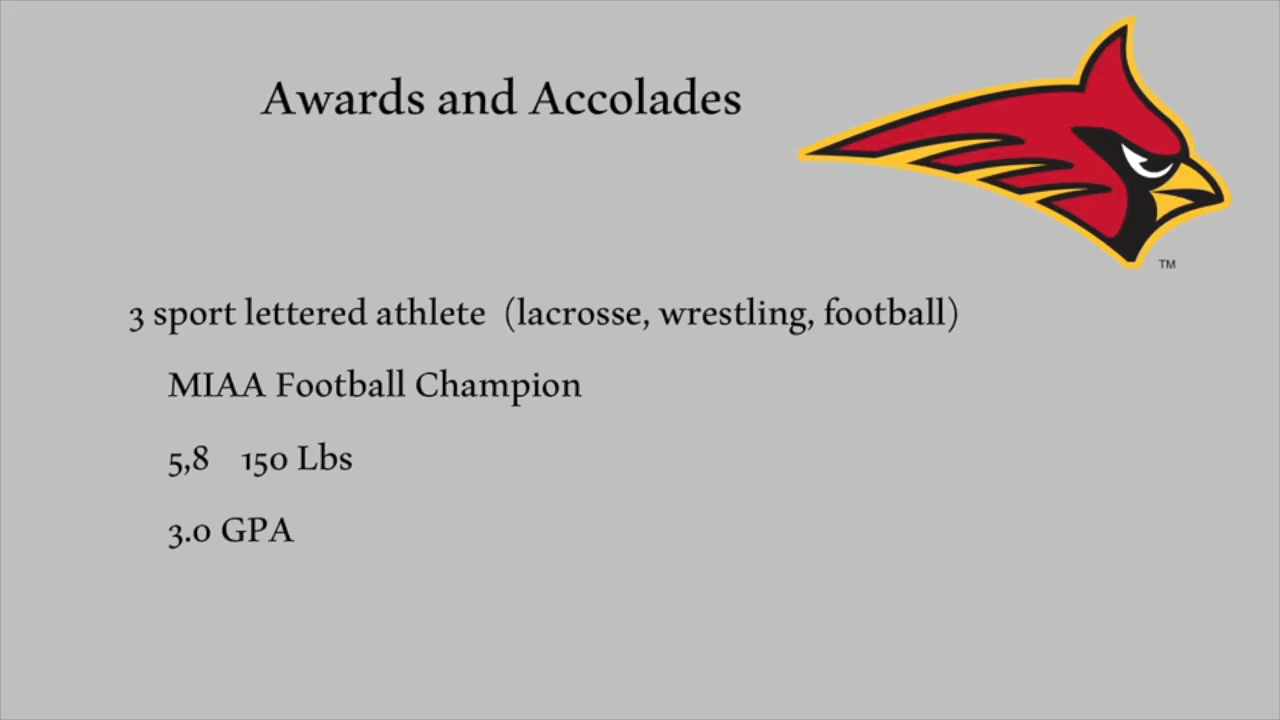 Awards and Accolades
TM
3 sport lettered athlete (lacrosse, wrestling, football)
MIAA Football Champion
5,8 150 Lbs
3.0 GPA